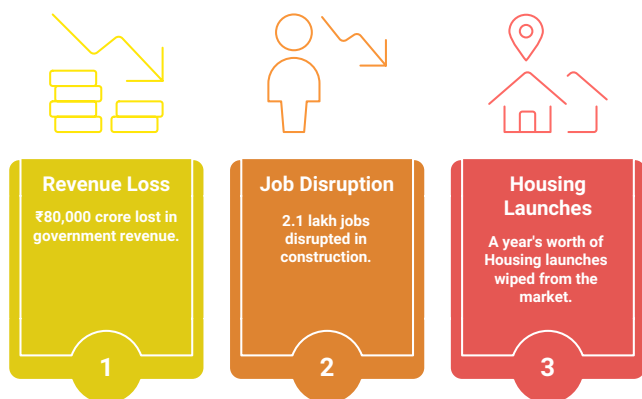 Revenue Loss
₹80,000 crore lost in
government revenue.
1
Job Disruption
2.1 lakh jobs
disrupted in
construction.
2
Housing
Launches
A year's worth of
Housing launches
wiped from the
market.
3